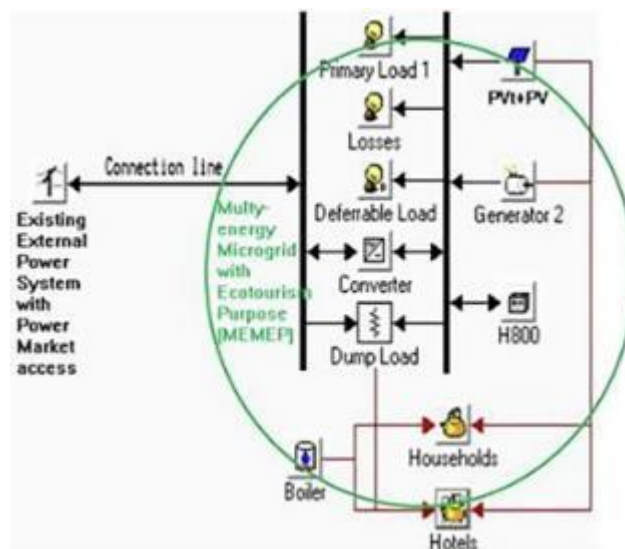 Primary Load 1
PVt+PV
Losses
Connection line
Deferrable Load
Generator 2
Existing
External
Power
System
with
Power
Market
access
Multy-
energy
Microgrid
with
Ecotourism
Purpose
[MEMEP]
Converter
H800
Dump Load
Households
Boiler
Hotels